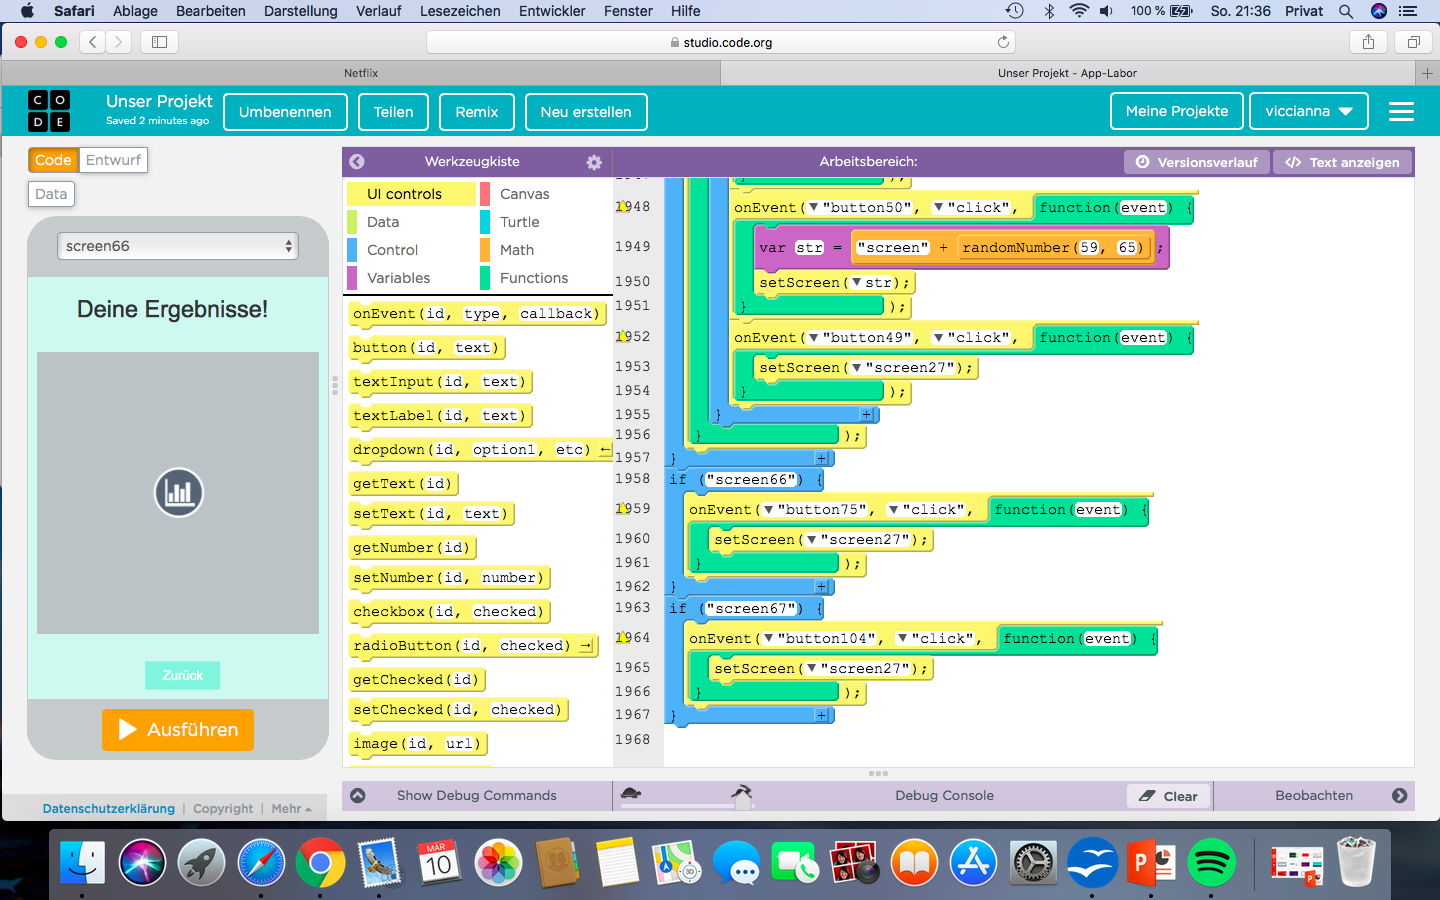 Safari Ablage Bearbeiten Darstellung Verlauf Lesezeichen Entwickler Fenster Hilfe 100 % So. 21:36 Privat
studio.code.org
Netflix Unser Projekt - App-Labor
C O D E
Unser Projekt
Saved 2 minutes ago
Umbenennen Teilen Remix Neu erstellen Meine Projekte viccianna
Code Entwurf
Data
Werkzeugkiste Arbeitsbereich: Versionsverlauf </> Text anzeigen
screen66
Deine Ergebnisse!
Zurück
Ausführen
UI controls Canvas
Data Turtle
Control Math
Variables Functions
onEvent(id, type, callback)
button(id, text)
textInput(id, text)
textLabel(id, text)
dropdown(id, option1, etc) ←
getText(id)
setText(id, text)
getNumber(id)
setNumber(id, number)
checkbox(id, checked)
radioButton(id, checked) →
getChecked(id)
setChecked(id, checked)
image(id, url)
} );
1948 onEvent(▼"button50", ▼"click", function(event) {
1949 var str = "screen" + randomNumber(59, 65) ;
1950 setScreen(▼str);
1951 } );
1952 onEvent(▼"button49", ▼"click", function(event) {
1953 setScreen(▼"screen27");
1954 } );
1955 } +
1956 } );
1957 } +
1958 if ("screen66") {
1959 onEvent(▼"button75", ▼"click", function(event) {
1960 setScreen(▼"screen27");
1961 } );
1962 } +
1963 if ("screen67") {
1964 onEvent(▼"button104", ▼"click", function(event) {
1965 setScreen(▼"screen27");
1966 } );
1967 } +
1968
Datenschutzerklärung | Copyright | Mehr
Show Debug Commands Debug Console Clear Beobachten
MÄR
10